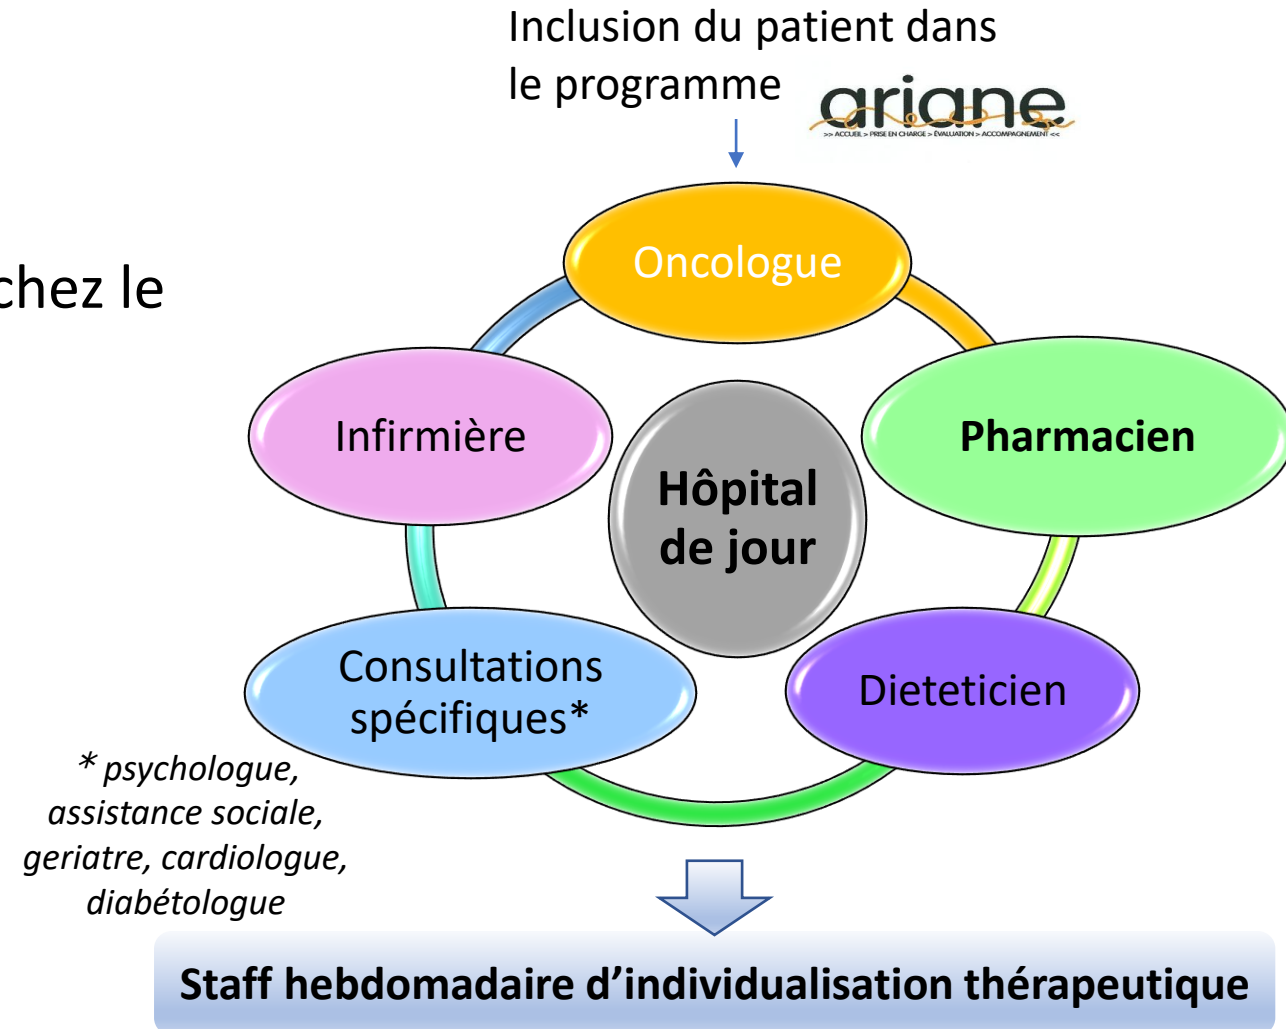 Inclusion du patient dans
le programme
ariane
>> ACCUEIL > PRISE EN CHARGE > ÉVALUATION > ACCOMPAGNEMENT <<
chez le
Oncologue
Infirmière
Pharmacien
Hôpital
de jour
Consultations
spécifiques*
Dieteticien
* psychologue,
assistance sociale,
geriatre, cardiologue,
diabétologue
Staff hebdomadaire d’individualisation thérapeutique